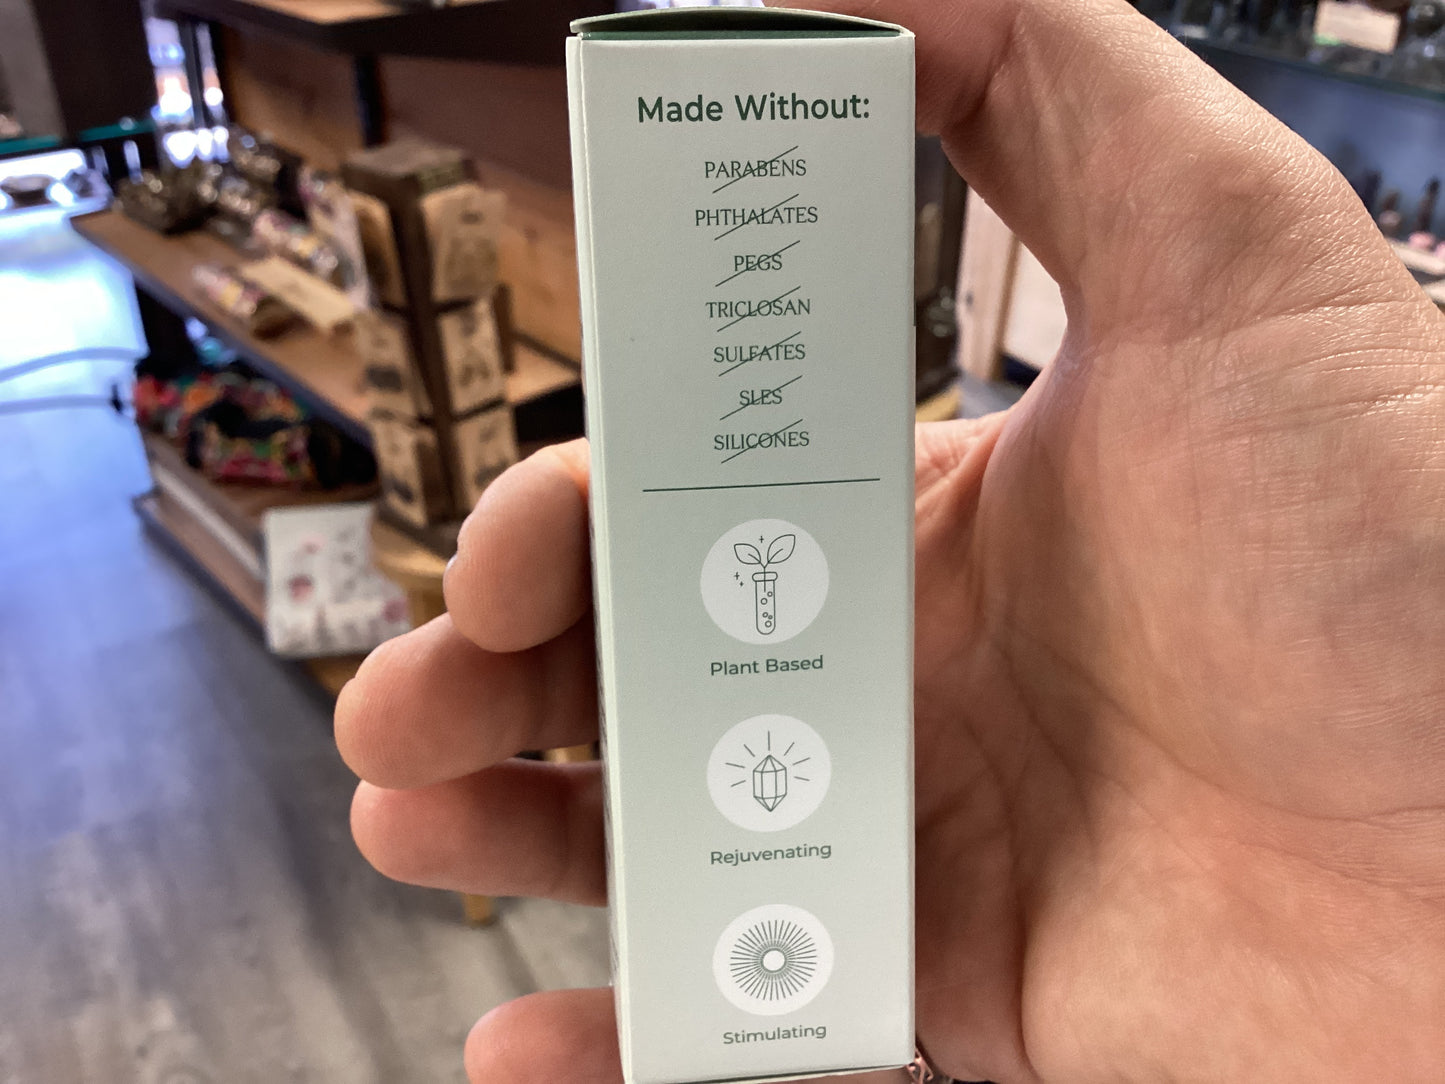 Made Without:
PARABENS
PHTHALATES
PEGS
TRICLOSAN
SULFATES
SLES
SILICONES
Plant Based
Rejuvenating
Stimulating